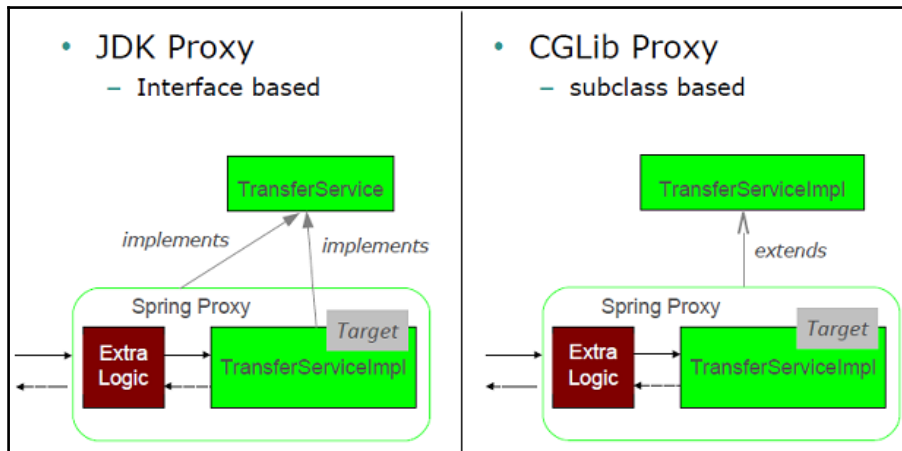 • JDK Proxy
– Interface based
TransferService
implements
implements
Spring Proxy
Target
Extra
Logic
TransferServiceImpl
• CGLib Proxy
– subclass based
TransferServiceImpl
extends
Spring Proxy
Target
Extra
Logic
TransferServiceImpl